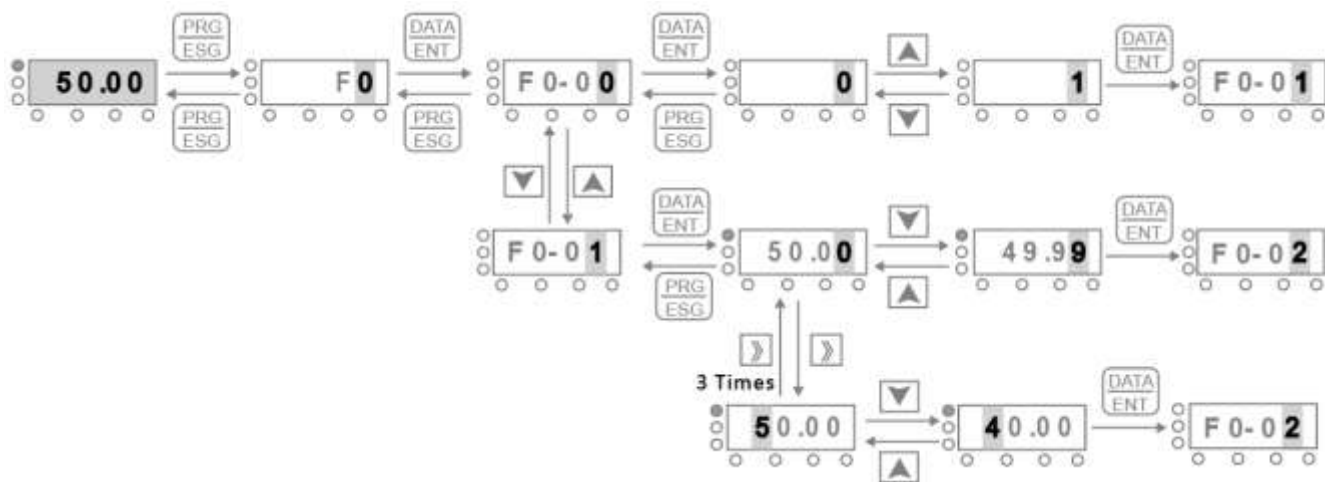 PRG
ESG
DATA
ENT
DATA
ENT
DATA
ENT
50.00
F0
F0-00
0
1
F0-01
PRG
ESG
PRG
ESG
PRG
ESG
DATA
ENT
DATA
ENT
F0-01
50.00
49.99
F0-02
PRG
ESG
3 Times
DATA
ENT
50.00
40.00
F0-02